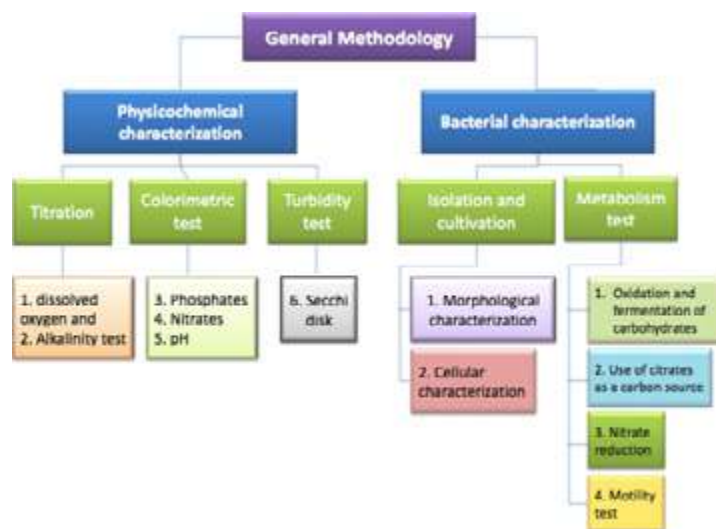 General Methodology
Physicochemical
characterization
Bacterial characterization
Titration
Colorimetric
test
Turbidity
test
Isolation and
cultivation
Metabolism
test
1. dissolved
oxygen and
2. Alkalinity test
3. Phosphates
4. Nitrates
5. pH
6. Secchi
disk
1. Morphological
characterization
2. Cellular
characterization
1. Oxidation and
fermentation of
carbohydrates
2. Use of citrates
as a carbon source
3. Nitrate
reduction
4. Motility
test